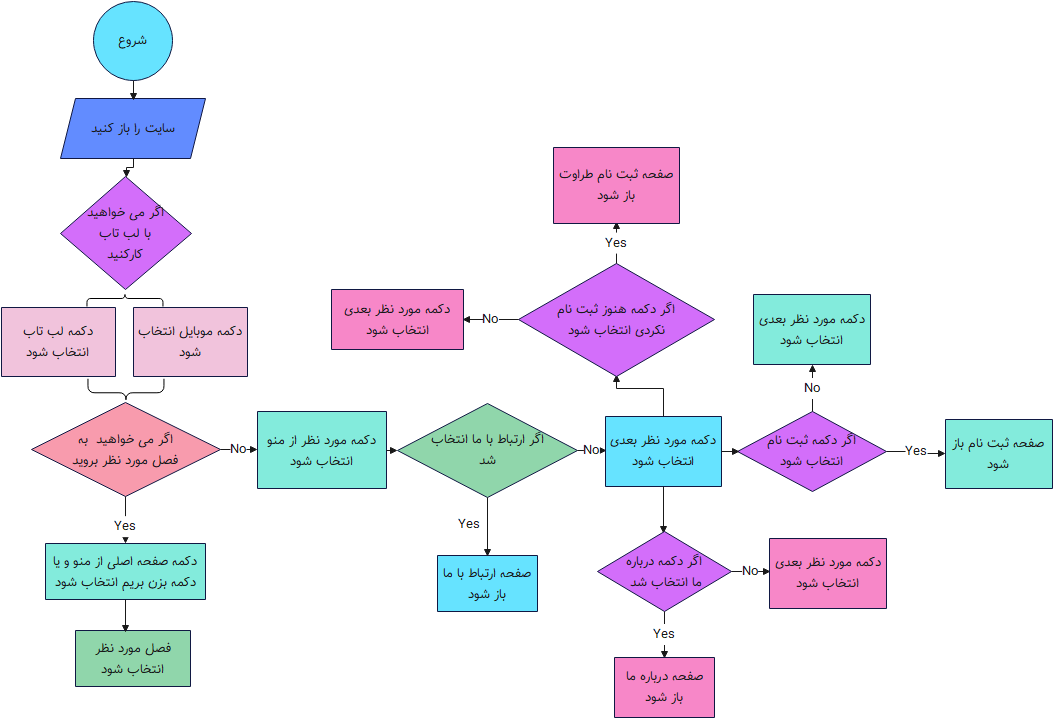 شروع
سایت را باز کنید
اگر می خواهید
با لب تاب
کارکنید
دکمه لب تاب
انتخاب شود
دکمه موبایل انتخاب
شود
اگر می خواهید به
فصل مورد نظر بروید
No
Yes
دکمه صفحه اصلی از منو و یا
دکمه بزن بریم انتخاب شود
فصل مورد نظر
انتخاب شود
دکمه مورد نظر از منو
انتخاب شود
اگر ارتباط با ما انتخاب
شد
Yes
صفحه ارتباط با ما
باز شود
No
دکمه مورد نظر بعدی
انتخاب شود
اگر دکمه هنوز ثبت نام
نکردی انتخاب شود
Yes
صفحه ثبت نام طراوت
باز شود
No
دکمه مورد نظر بعدی
انتخاب شود
اگر دکمه ثبت نام
انتخاب شود
No
دکمه مورد نظر بعدی
انتخاب شود
Yes
صفحه ثبت نام باز
شود
اگر دکمه درباره
ما انتخاب شد
No
دکمه مورد نظر بعدی
انتخاب شود
Yes
صفحه درباره ما
باز شود